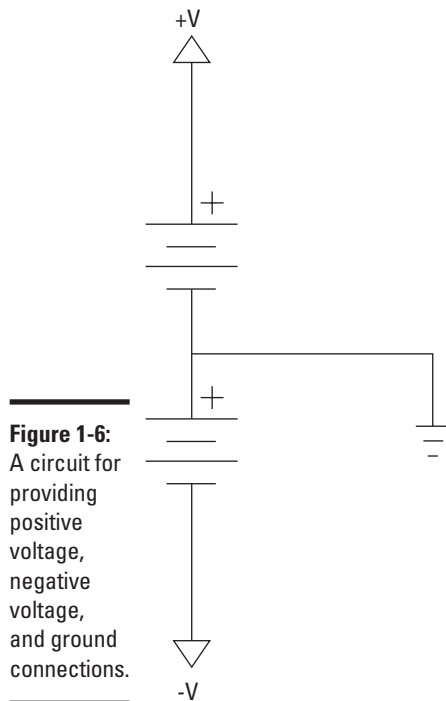 +V
+
+
Figure 1-6:
A circuit for
providing
positive
voltage,
negative
voltage,
and ground
connections.
-V